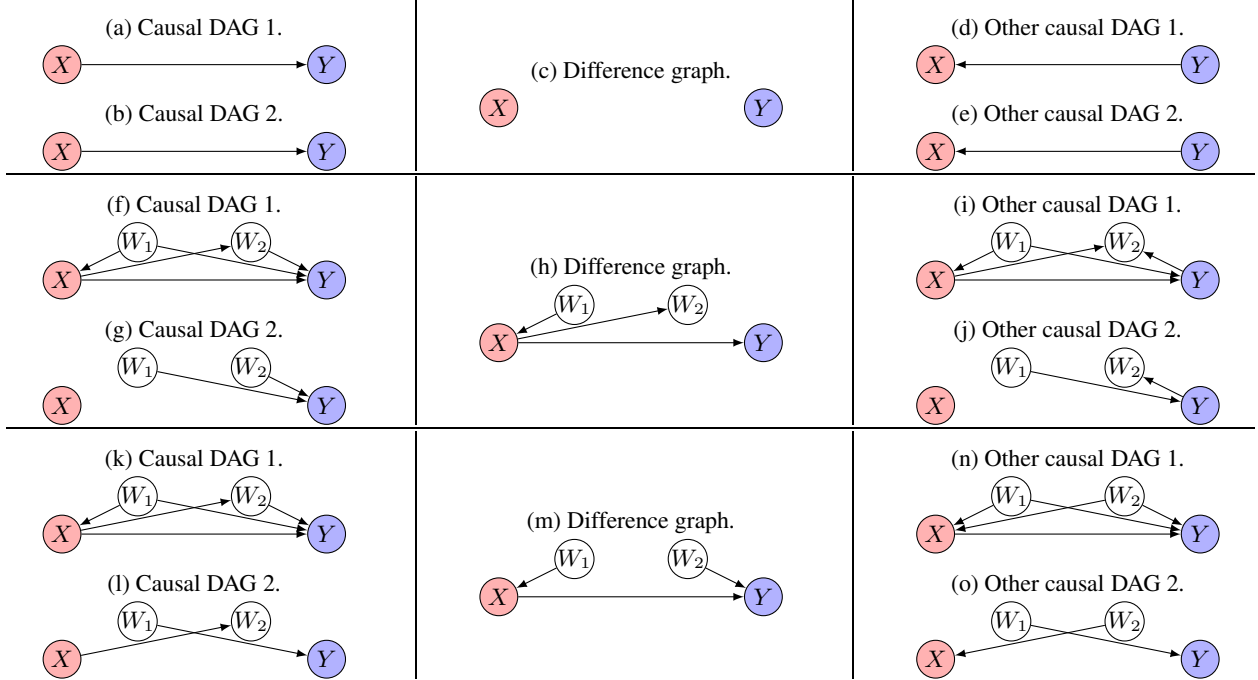 (a) Causal DAG 1.
X Y
(b) Causal DAG 2.
X Y
(c) Difference graph.
X Y
(d) Other causal DAG 1.
X Y
(e) Other causal DAG 2.
X Y
(f) Causal DAG 1.
W₁ W₂
X Y
(g) Causal DAG 2.
W₁ W₂
X Y
(h) Difference graph.
W₁ W₂
X Y
(i) Other causal DAG 1.
W₁ W₂
X Y
(j) Other causal DAG 2.
W₁ W₂
X Y
(k) Causal DAG 1.
W₁ W₂
X Y
(l) Causal DAG 2.
W₁ W₂
X Y
(m) Difference graph.
W₁ W₂
X Y
(n) Other causal DAG 1.
W₁ W₂
X Y
(o) Other causal DAG 2.
W₁ W₂
X Y